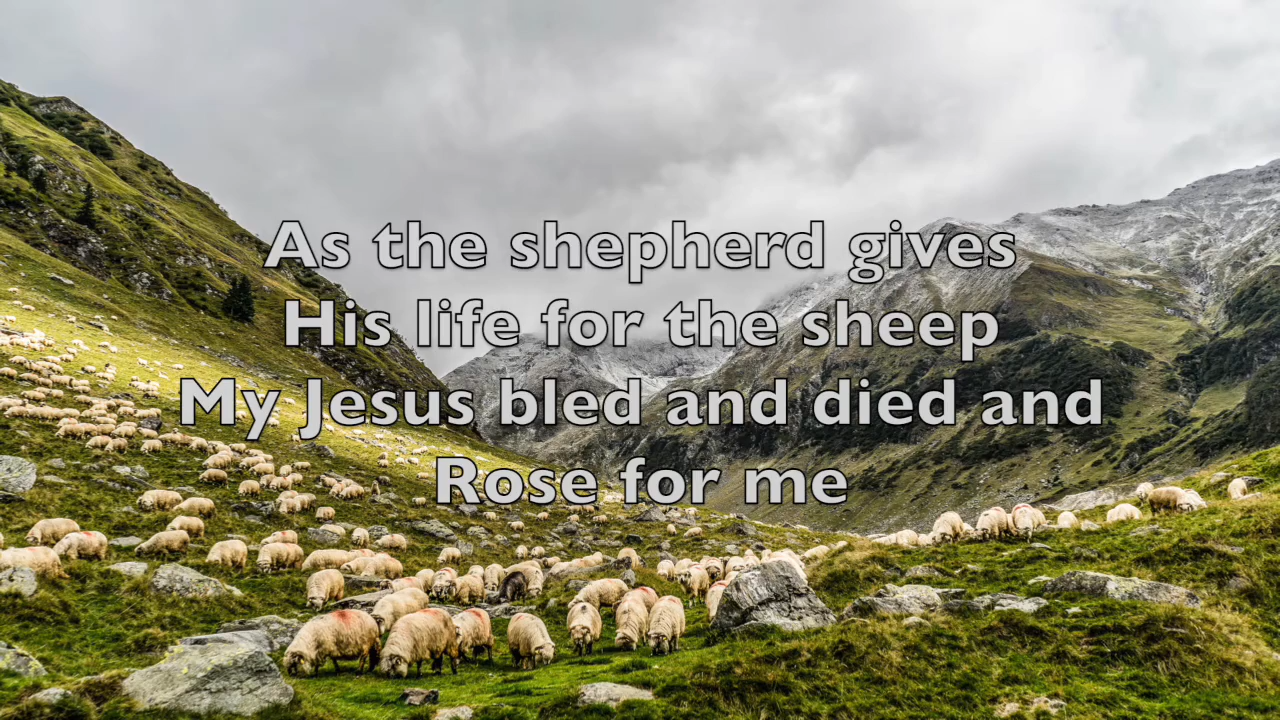 As the shepherd gives
His life for the sheep
My Jesus bled and died and
Rose for me